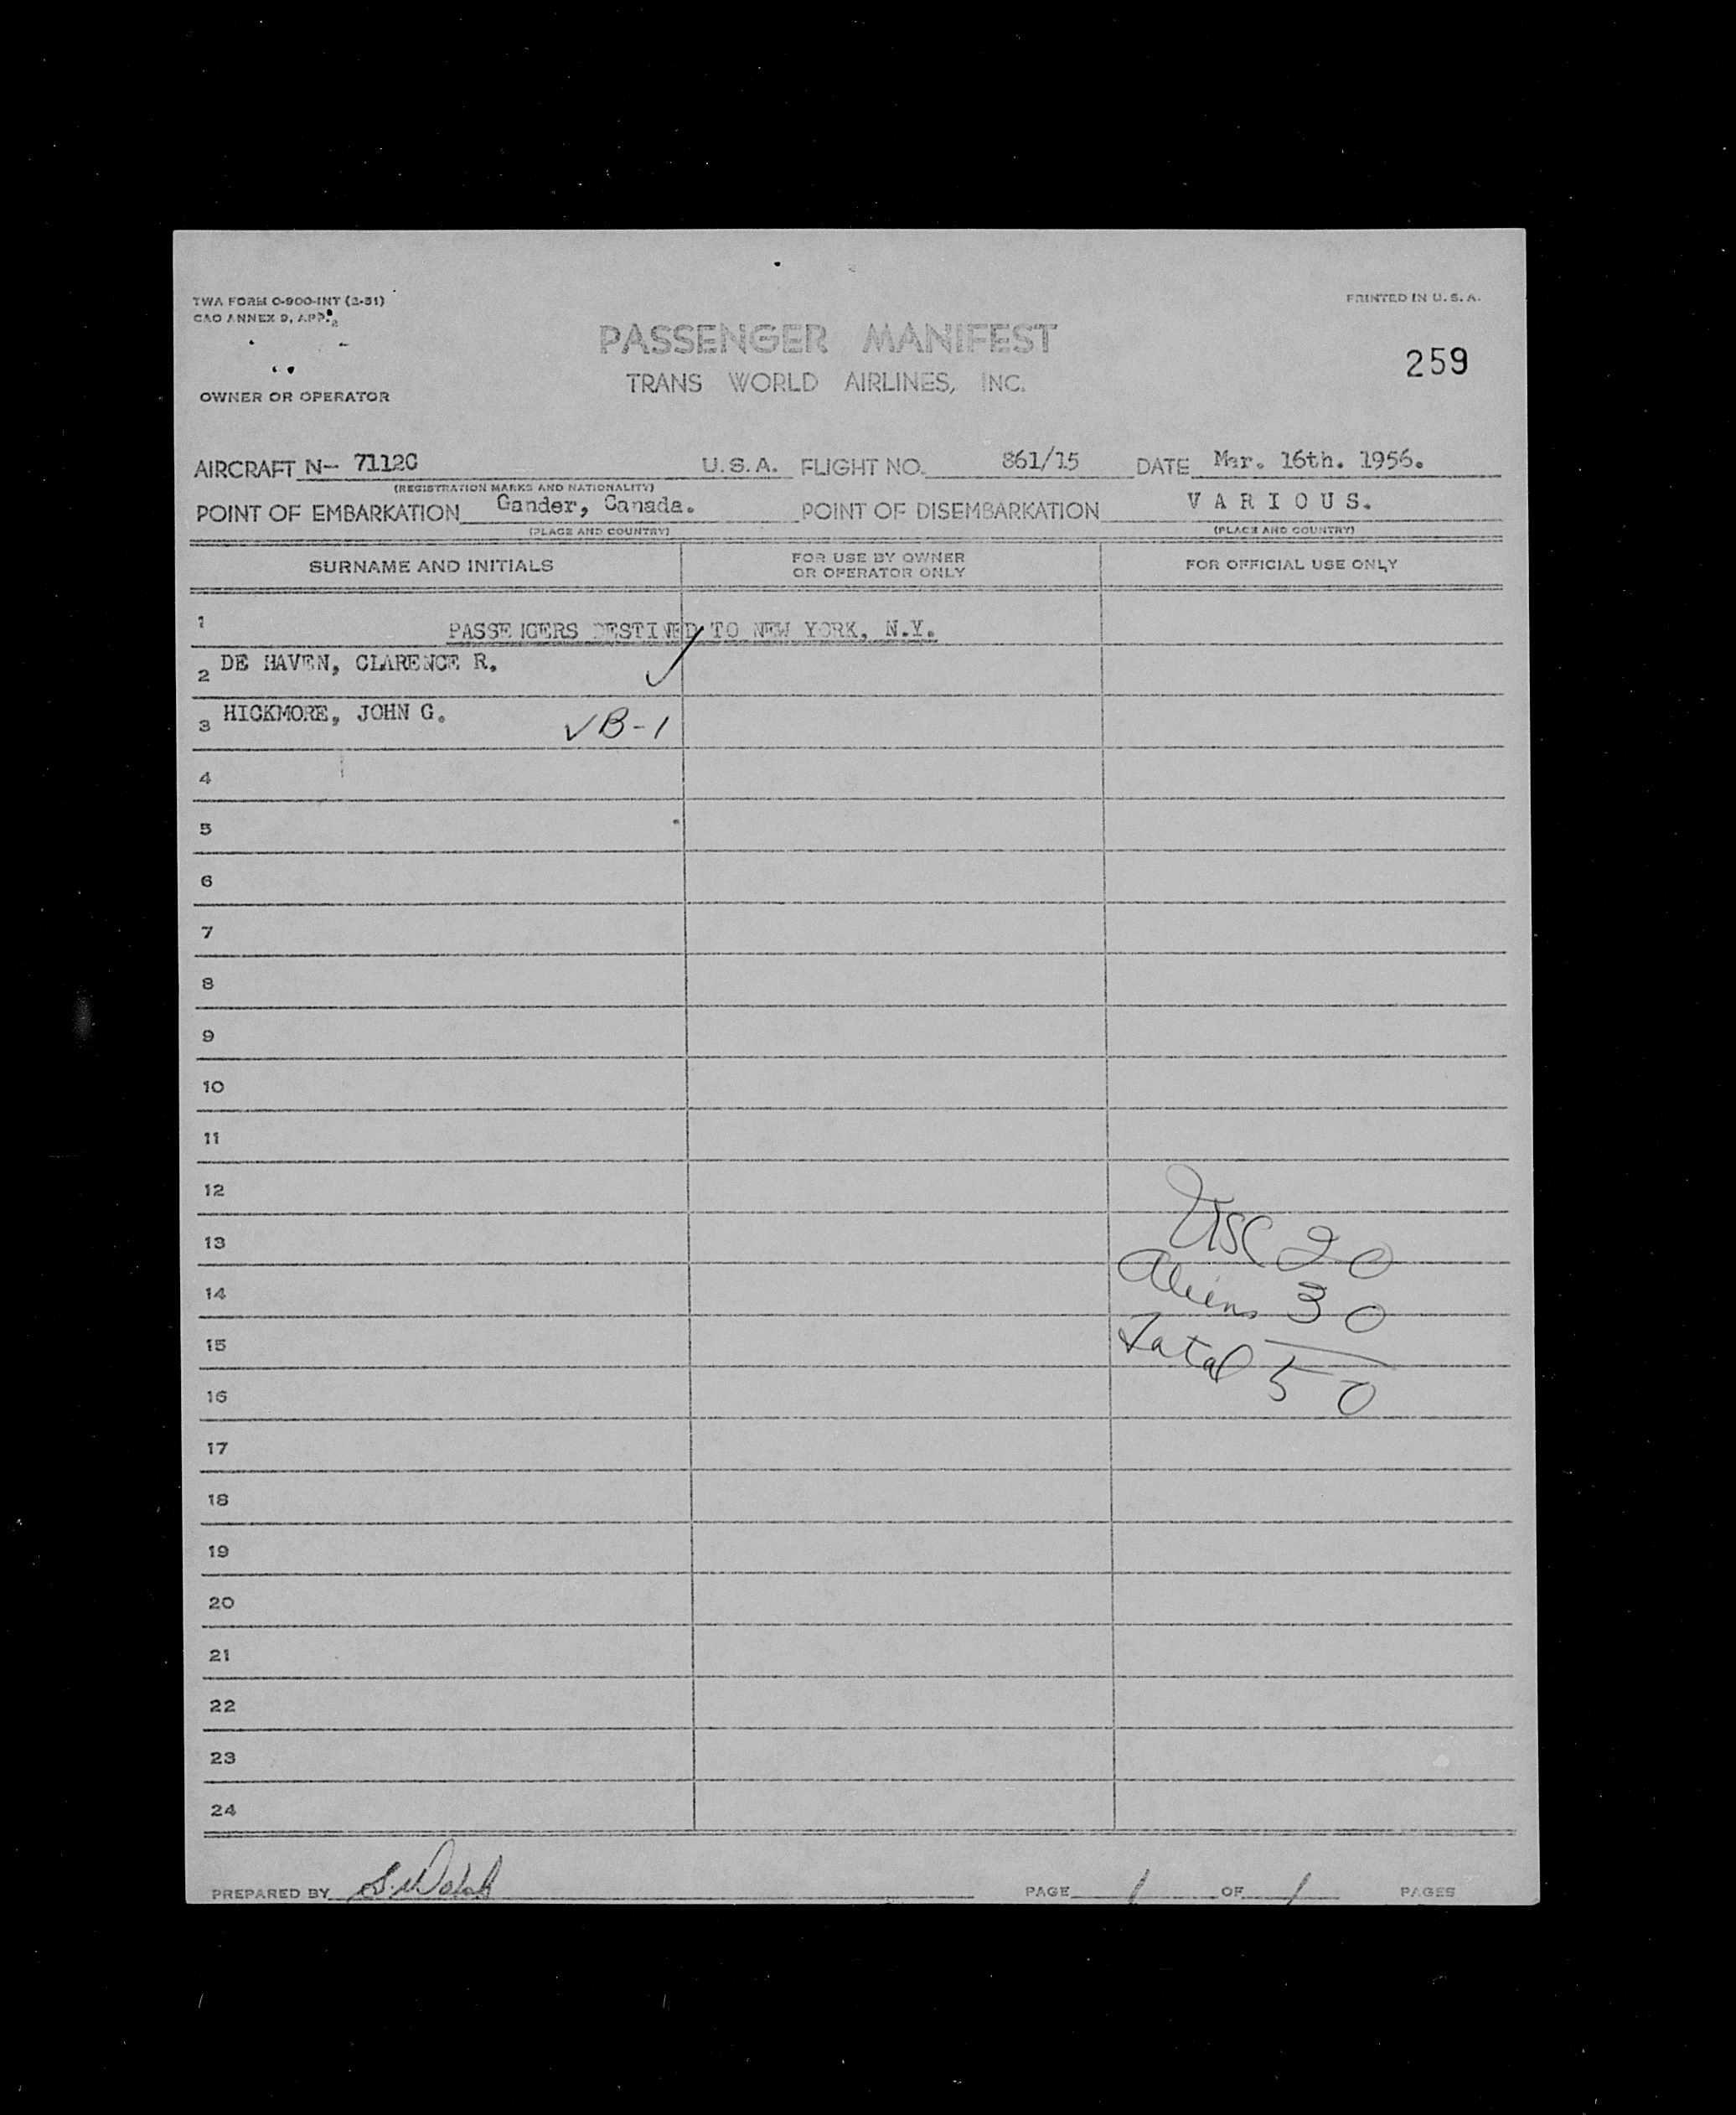 TWA FORM O-900-INT (2-51)
CAO ANNEX 9, APP. 2
PRINTED IN U. S. A.
PASSENGER MANIFEST
259
TRANS WORLD AIRLINES, INC.
OWNER OR OPERATOR
AIRCRAFT N- 7112C U. S. A. FLIGHT NO. 861/15 DATE Mar. 16th. 1956.
(REGISTRATION MARKS AND NATIONALITY)
POINT OF EMBARKATION Gander, Canada. POINT OF DISEMBARKATION V A R I O U S.
(PLACE AND COUNTRY) (PLACE AND COUNTRY)
SURNAME AND INITIALS FOR USE BY OWNER OR OPERATOR ONLY FOR OFFICIAL USE ONLY
1 PASSENGERS DESTINED TO NEW YORK, N.Y.
2 DE HAVEN, CLARENCE R. ✓
3 HICKMORE, JOHN G. ✓B-1
4
5
6
7
8
9
10
11
12
13 USC 20
14 Aliens 30
15 Total 50
16
17
18
19
20
21
22
23
24
PREPARED BY PAGE 1 OF 1 PAGES